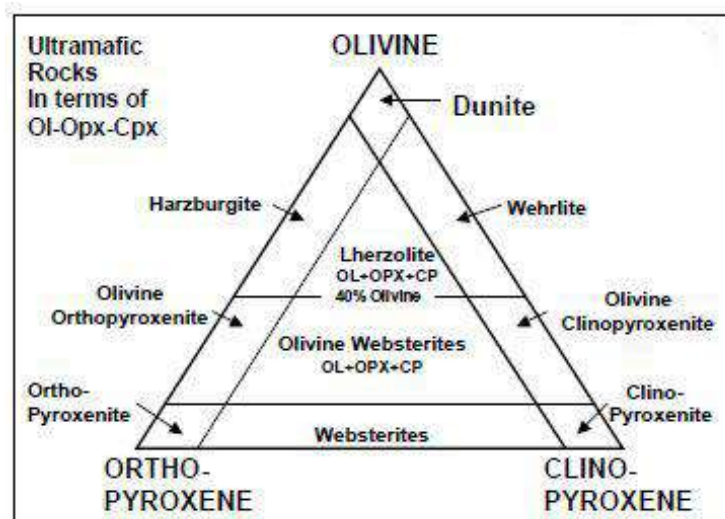 Ultramafic
Rocks
In terms of
Ol-Opx-Cpx
OLIVINE
Dunite
Harzburgite
Wehrlite
Lherzolite
OL+OPX+CP
40% Olivine
Olivine
Orthopyroxenite
Olivine
Clinopyroxenite
Olivine Websterites
OL+OPX+CP
Ortho-
Pyroxenite
Clino-
Pyroxenite
Websterites
ORTHO-
PYROXENE
CLINO-
PYROXENE